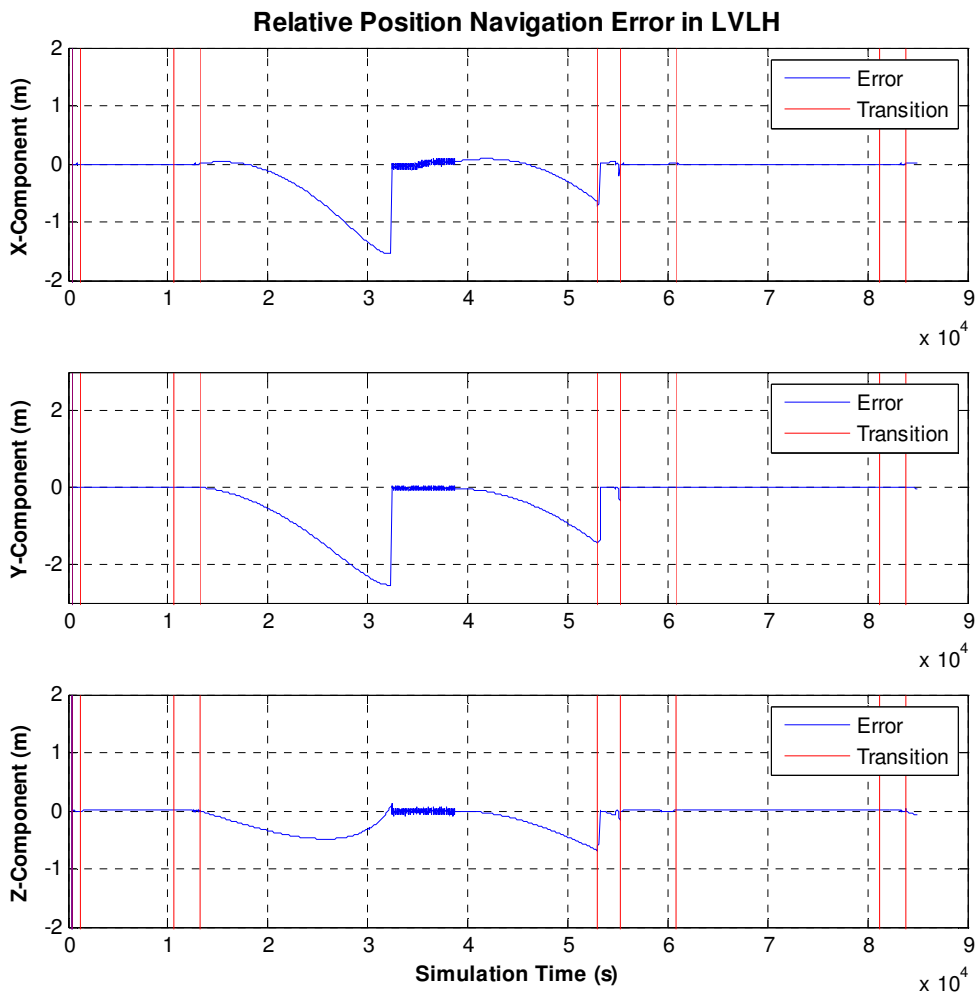 Relative Position Navigation Error in LVLH
X-Component (m)
2
1
0
-1
-2
Error
Transition
0 1 2 3 4 5 6 7 8 9
x 10^4
Y-Component (m)
2
0
-2
Error
Transition
0 1 2 3 4 5 6 7 8 9
x 10^4
Z-Component (m)
2
1
0
-1
-2
Error
Transition
0 1 2 3 4 5 6 7 8 9
Simulation Time (s)
x 10^4